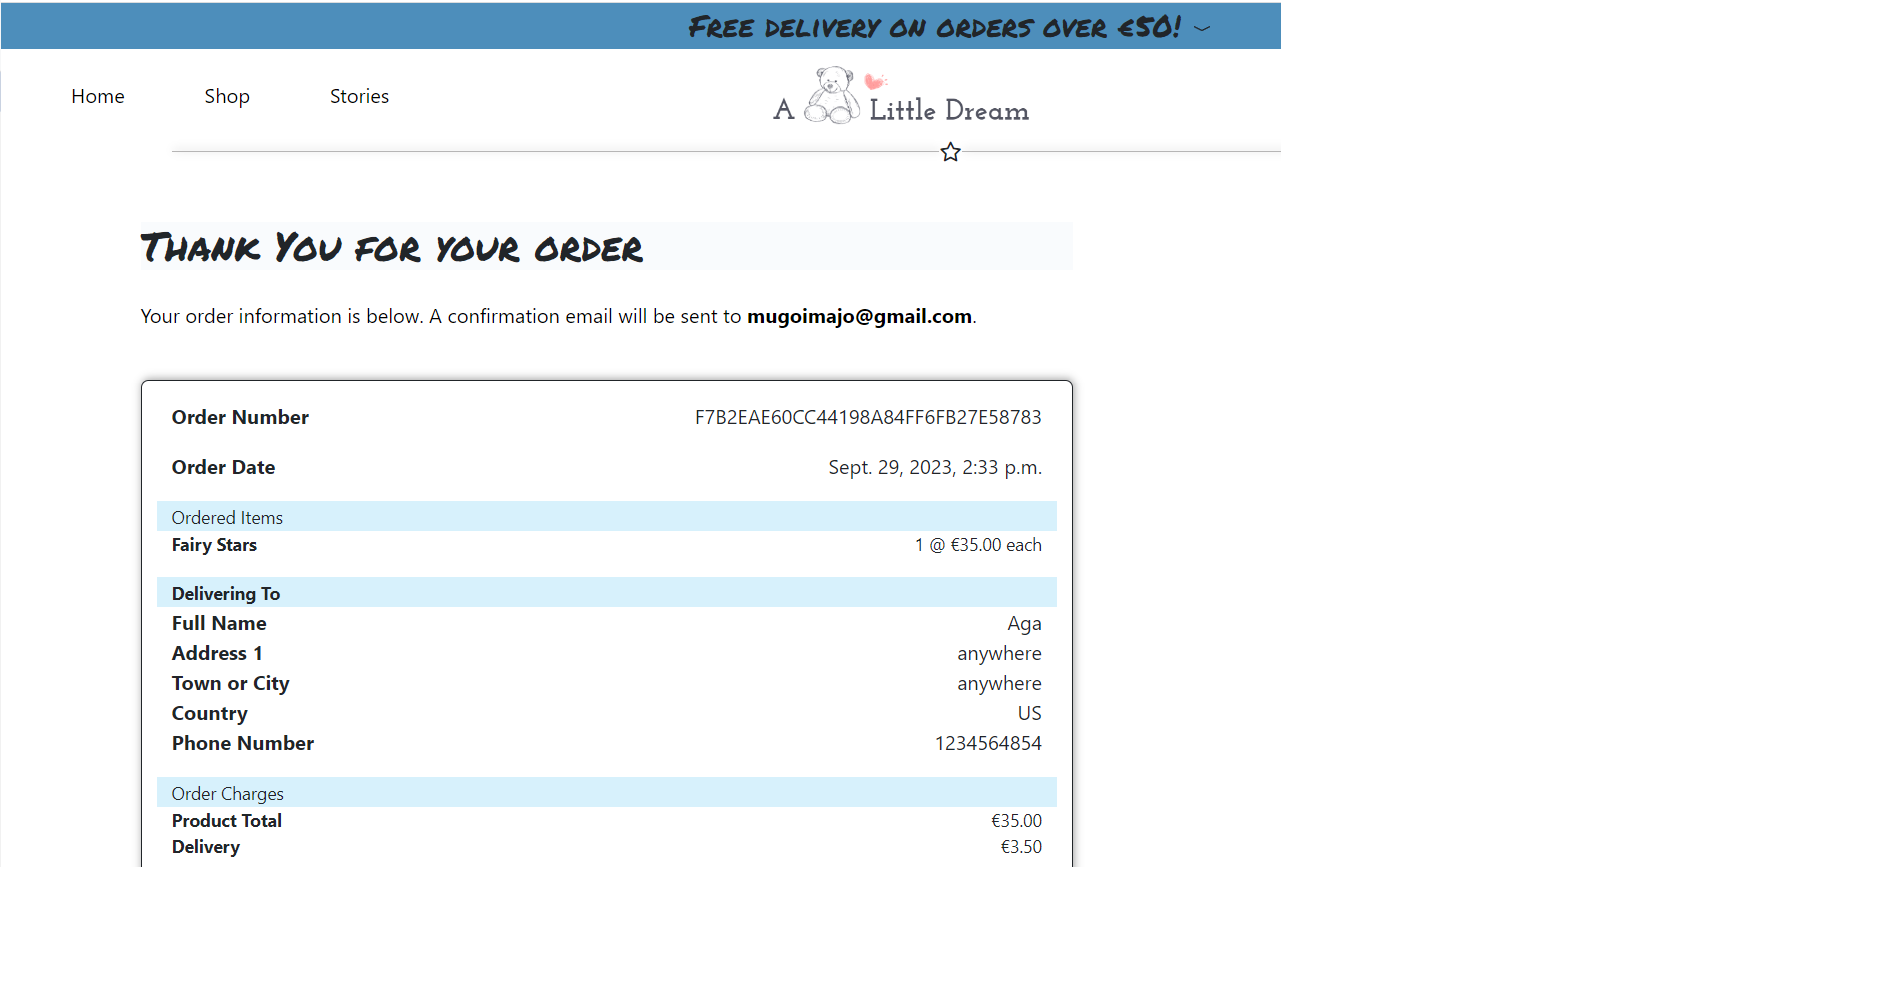 Free delivery on orders over €50!
Home Shop Stories
A Little Dream
Thank You for your order
Your order information is below. A confirmation email will be sent to mugoimajo@gmail.com.
Order Number F7B2EAE60CC44198A84FF6FB27E58783
Order Date Sept. 29, 2023, 2:33 p.m.
Ordered Items
Fairy Stars 1 @ €35.00 each
Delivering To
Full Name Aga
Address 1 anywhere
Town or City anywhere
Country US
Phone Number 1234564854
Order Charges
Product Total €35.00
Delivery €3.50